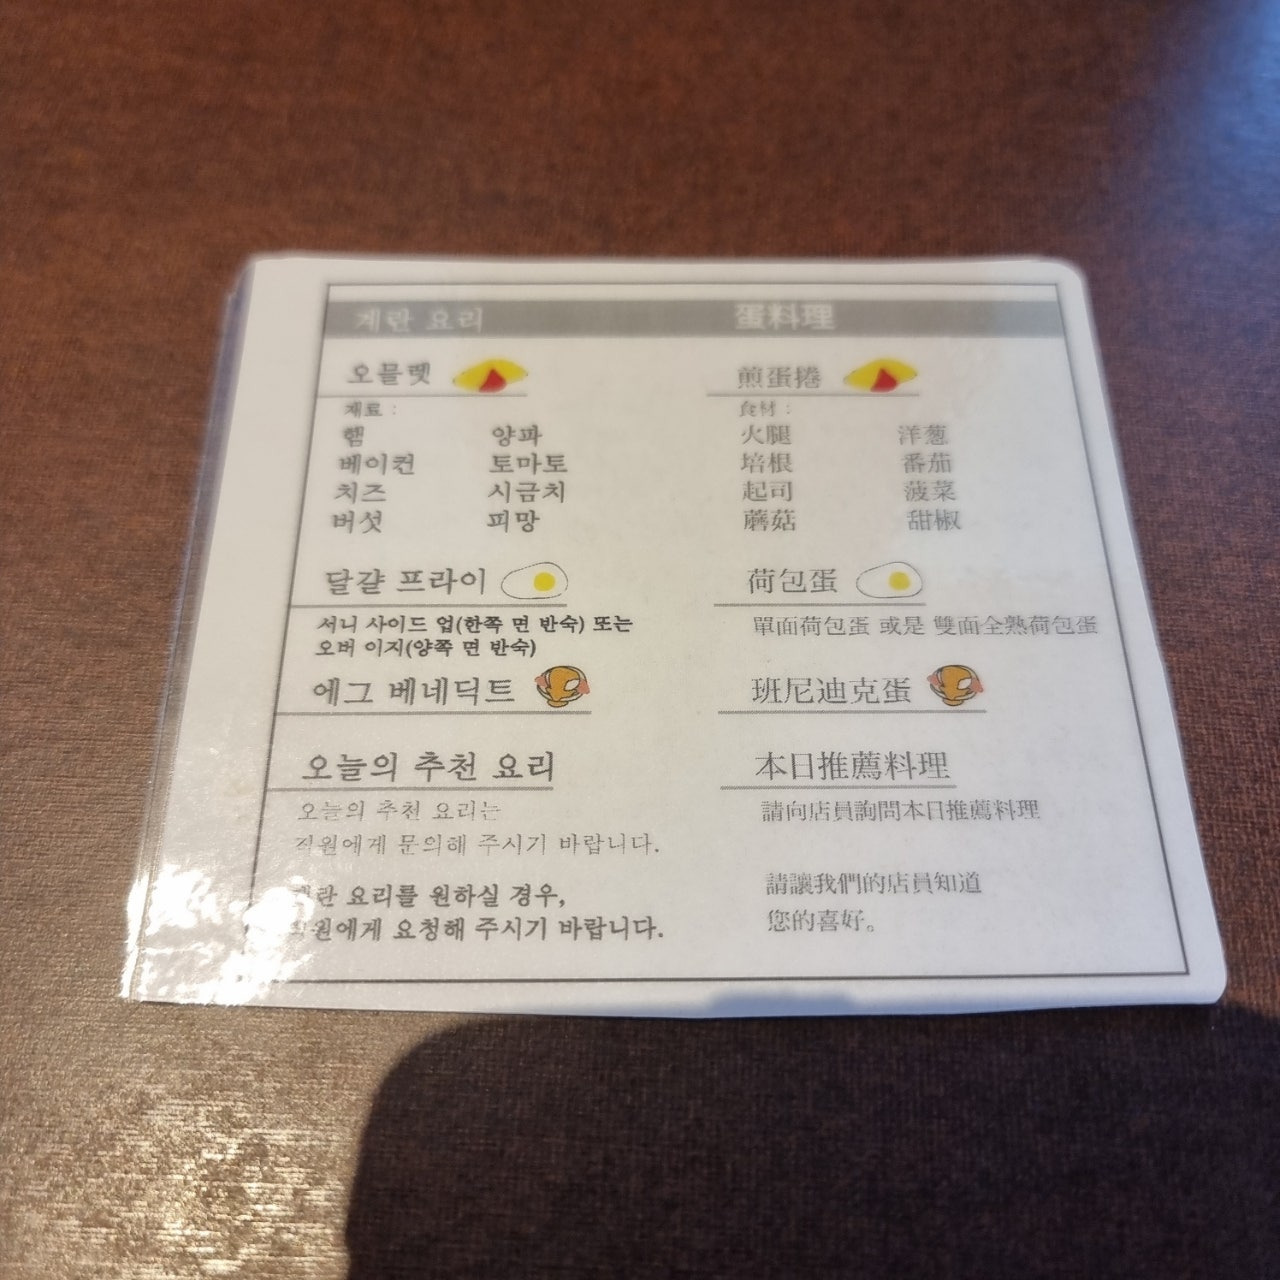 계란 요리
오믈렛
재료 :
햄 양파
베이컨 토마토
치즈 시금치
버섯 피망
달걀 프라이
서니 사이드 업(한쪽 면 반숙) 또는
오버 이지(양쪽 면 반숙)
에그 베네딕트
오늘의 추천 요리
오늘의 추천 요리는
직원에게 문의해 주시기 바랍니다.
계란 요리를 원하실 경우,
직원에게 요청해 주시기 바랍니다.
蛋料理
煎蛋捲
食材 :
火腿 洋葱
培根 番茄
起司 菠菜
蘑菇 甜椒
荷包蛋
單面荷包蛋 或是 雙面全熟荷包蛋
班尼迪克蛋
本日推薦料理
請向店員詢問本日推薦料理
請讓我們的店員知道
您的喜好。